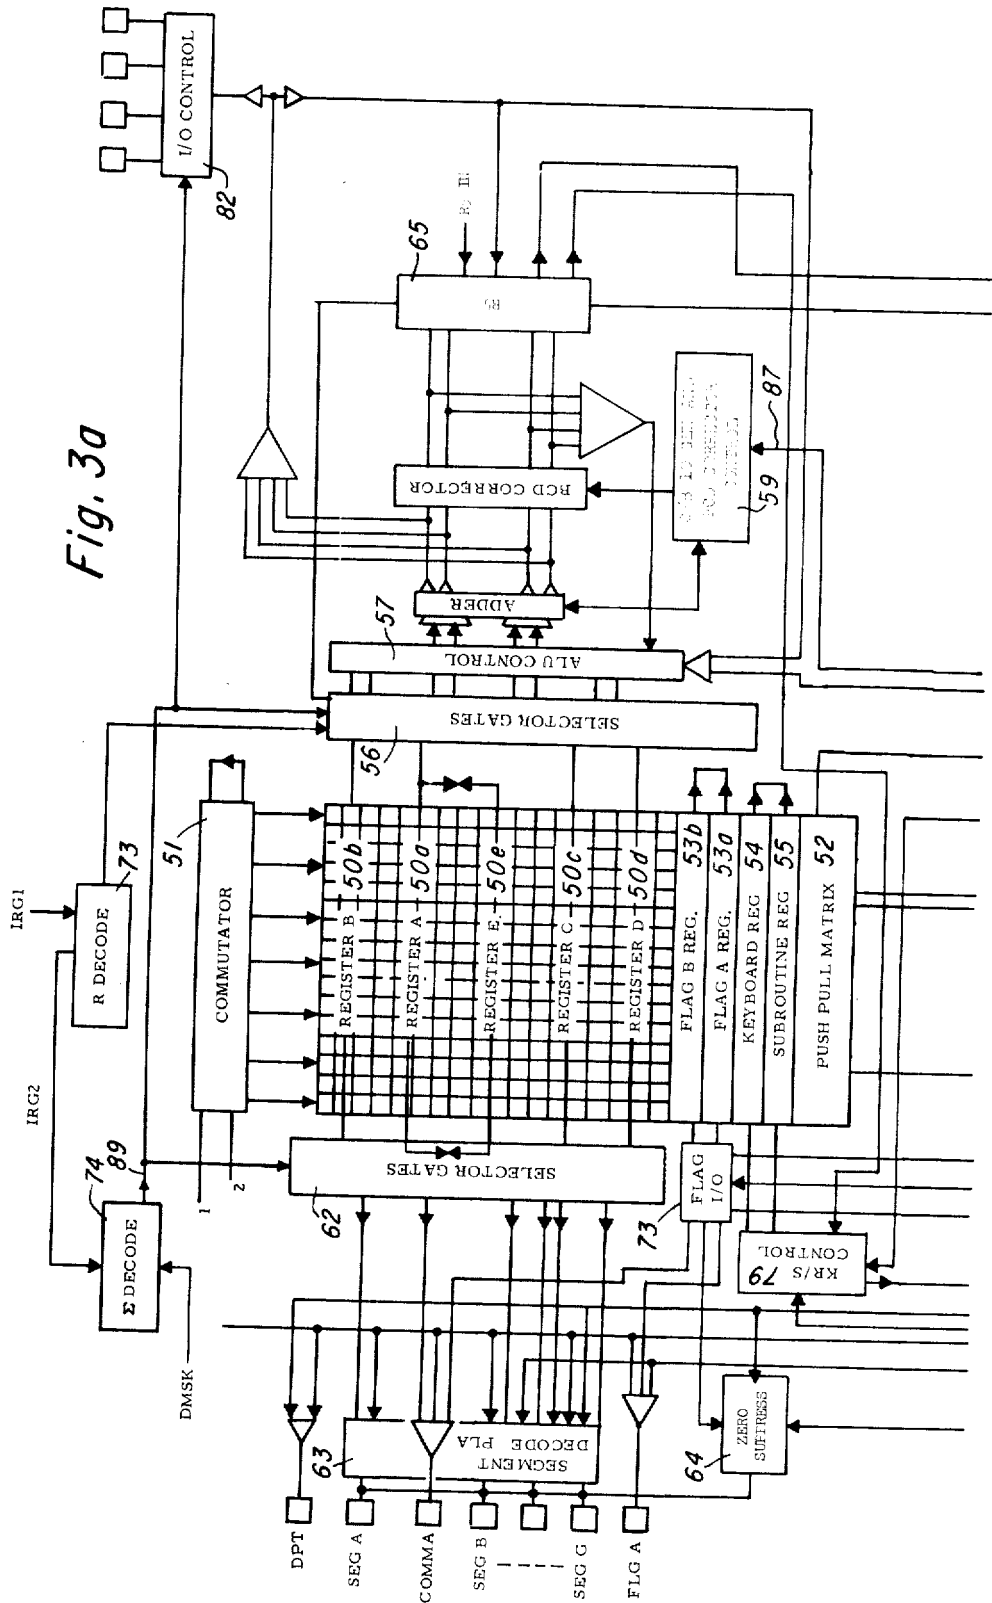 Fig. 3a
I/O CONTROL
82
IRG1
IRG2
R DECODE
73
Σ DECODE
74
89
DMSK
COMMUTATOR
51
1
2
REGISTER B
50b
REGISTER A
50a
REGISTER E
50e
REGISTER C
50c
REGISTER D
50d
FLAG B REG.
53b
FLAG A REG.
53a
KEYBOARD REG
54
SUBROUTINE REG
55
PUSH PULL MATRIX
52
SELECTOR GATES
56
ALU CONTROL
57
ADDER
BCD CORRECTOR
R5
65
59
87
SELECTOR GATES
62
FLAG
I/O
73
KR/S
CONTROL
79
SEGMENT
DECODE PLA
63
ZERO
SUPPRESS
64
DPT
SEG A
COMMA
SEG B
SEG G
FLG A